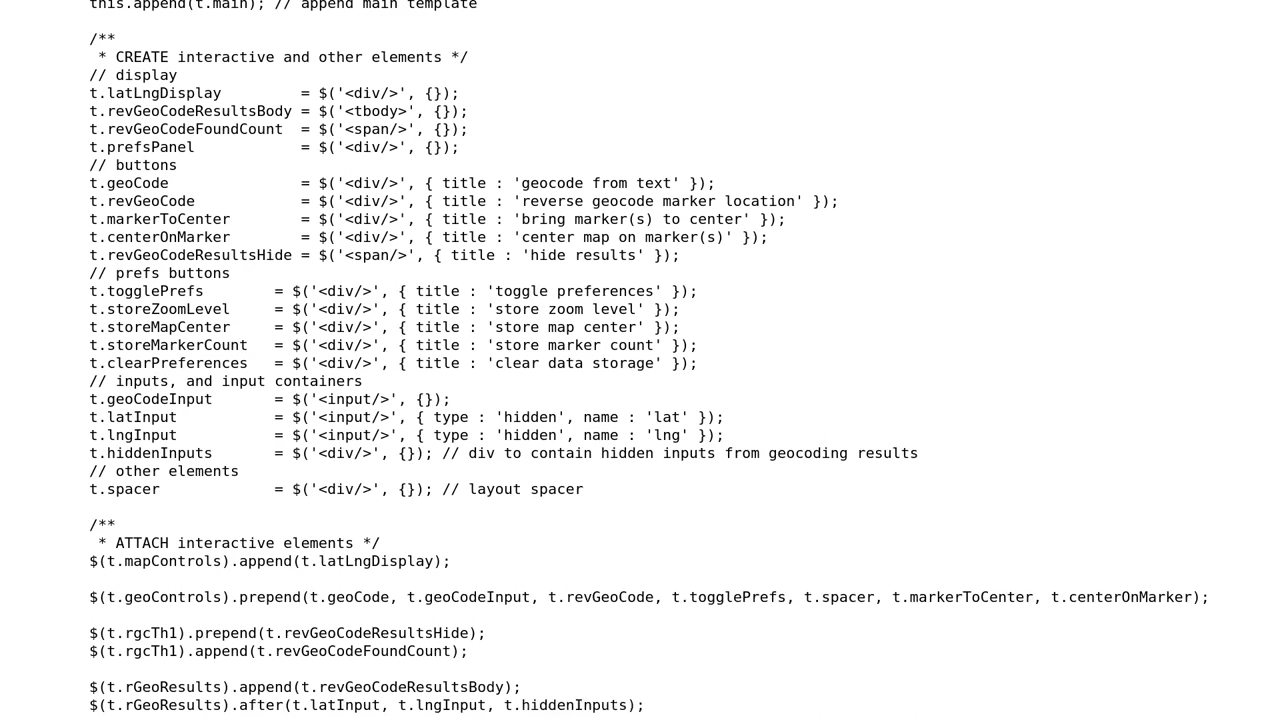 this.append(t.main); // append main template
/**
 * CREATE interactive and other elements */
// display
t.latLngDisplay         = $('<div/>', {});
t.revGeoCodeResultsBody = $('<tbody>', {});
t.revGeoCodeFoundCount  = $('<span/>', {});
t.prefsPanel            = $('<div/>', {});
// buttons
t.geoCode               = $('<div/>', { title : 'geocode from text' });
t.revGeoCode            = $('<div/>', { title : 'reverse geocode marker location' });
t.markerToCenter        = $('<div/>', { title : 'bring marker(s) to center' });
t.centerOnMarker        = $('<div/>', { title : 'center map on marker(s)' });
t.revGeoCodeResultsHide = $('<span/>', { title : 'hide results' });
// prefs buttons
t.togglePrefs        = $('<div/>', { title : 'toggle preferences' });
t.storeZoomLevel     = $('<div/>', { title : 'store zoom level' });
t.storeMapCenter     = $('<div/>', { title : 'store map center' });
t.storeMarkerCount   = $('<div/>', { title : 'store marker count' });
t.clearPreferences   = $('<div/>', { title : 'clear data storage' });
// inputs, and input containers
t.geoCodeInput       = $('<input/>', {});
t.latInput           = $('<input/>', { type : 'hidden', name : 'lat' });
t.lngInput           = $('<input/>', { type : 'hidden', name : 'lng' });
t.hiddenInputs       = $('<div/>', {}); // div to contain hidden inputs from geocoding results
// other elements
t.spacer             = $('<div/>', {}); // layout spacer
/**
 * ATTACH interactive elements */
$(t.mapControls).append(t.latLngDisplay);
$(t.geoControls).prepend(t.geoCode, t.geoCodeInput, t.revGeoCode, t.togglePrefs, t.spacer, t.markerToCenter, t.centerOnMarker);
$(t.rgcTh1).prepend(t.revGeoCodeResultsHide);
$(t.rgcTh1).append(t.revGeoCodeFoundCount);
$(t.rGeoResults).append(t.revGeoCodeResultsBody);
$(t.rGeoResults).after(t.latInput, t.lngInput, t.hiddenInputs);